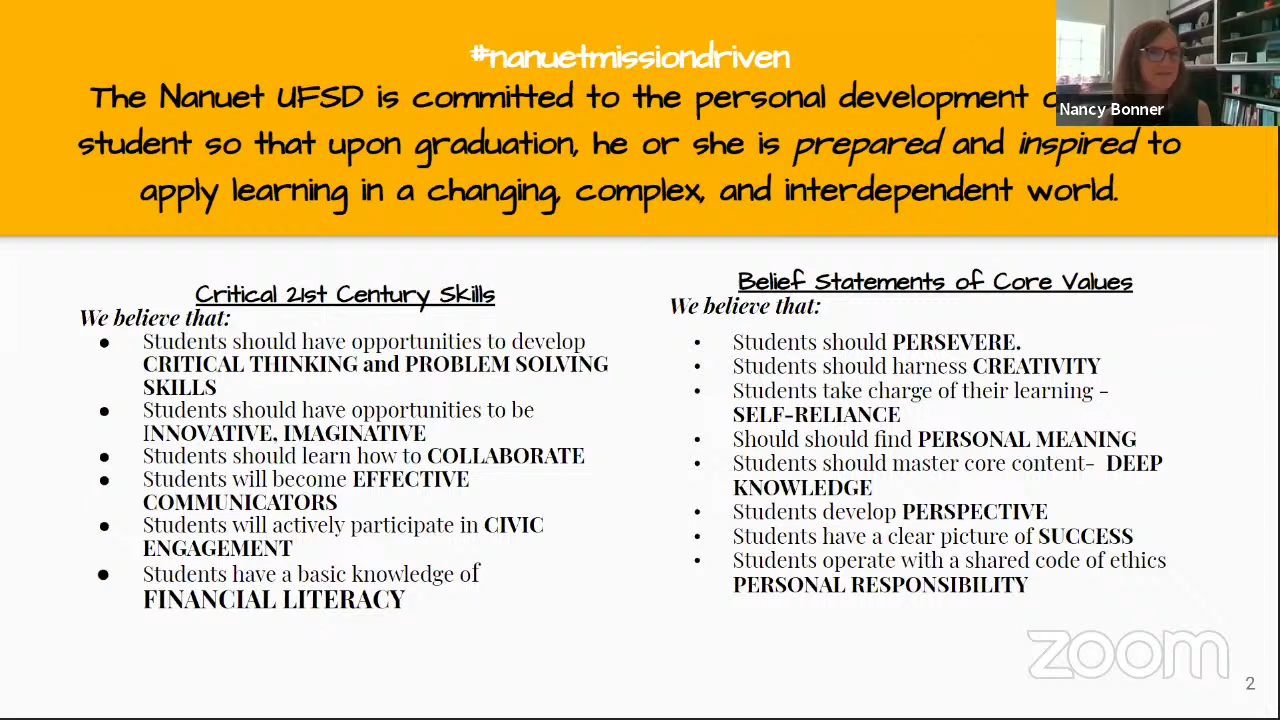 #nanuetmissiondriven
The Nanuet UFSD is committed to the personal development
student so that upon graduation, he or she is prepared and inspired to
apply learning in a changing, complex, and interdependent world.
Nancy Bonner
Critical 21st Century Skills
We believe that:
● Students should have opportunities to develop
CRITICAL THINKING and PROBLEM SOLVING
SKILLS
● Students should have opportunities to be
INNOVATIVE, IMAGINATIVE
● Students should learn how to COLLABORATE
● Students will become EFFECTIVE
COMMUNICATORS
● Students will actively participate in CIVIC
ENGAGEMENT
● Students have a basic knowledge of
FINANCIAL LITERACY
Belief Statements of Core Values
We believe that:
• Students should PERSEVERE.
• Students should harness CREATIVITY
• Students take charge of their learning -
SELF-RELIANCE
• Should should find PERSONAL MEANING
• Students should master core content- DEEP
KNOWLEDGE
• Students develop PERSPECTIVE
• Students have a clear picture of SUCCESS
• Students operate with a shared code of ethics
PERSONAL RESPONSIBILITY
zoom
2